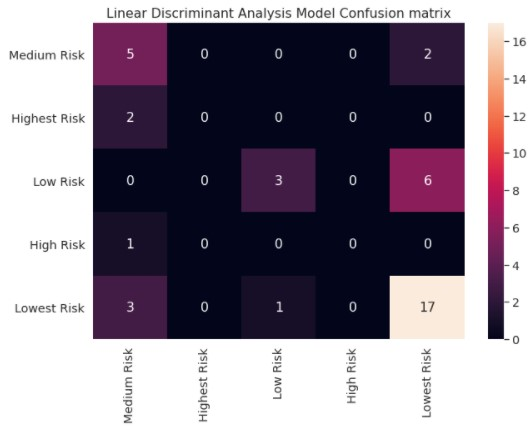 Linear Discriminant Analysis Model Confusion matrix
Medium Risk 5 0 0 0 2
Highest Risk 2 0 0 0 0
Low Risk 0 0 3 0 6
High Risk 1 0 0 0 0
Lowest Risk 3 0 1 0 17
Medium Risk
Highest Risk
Low Risk
High Risk
Lowest Risk
16
14
12
10
8
6
4
2
0